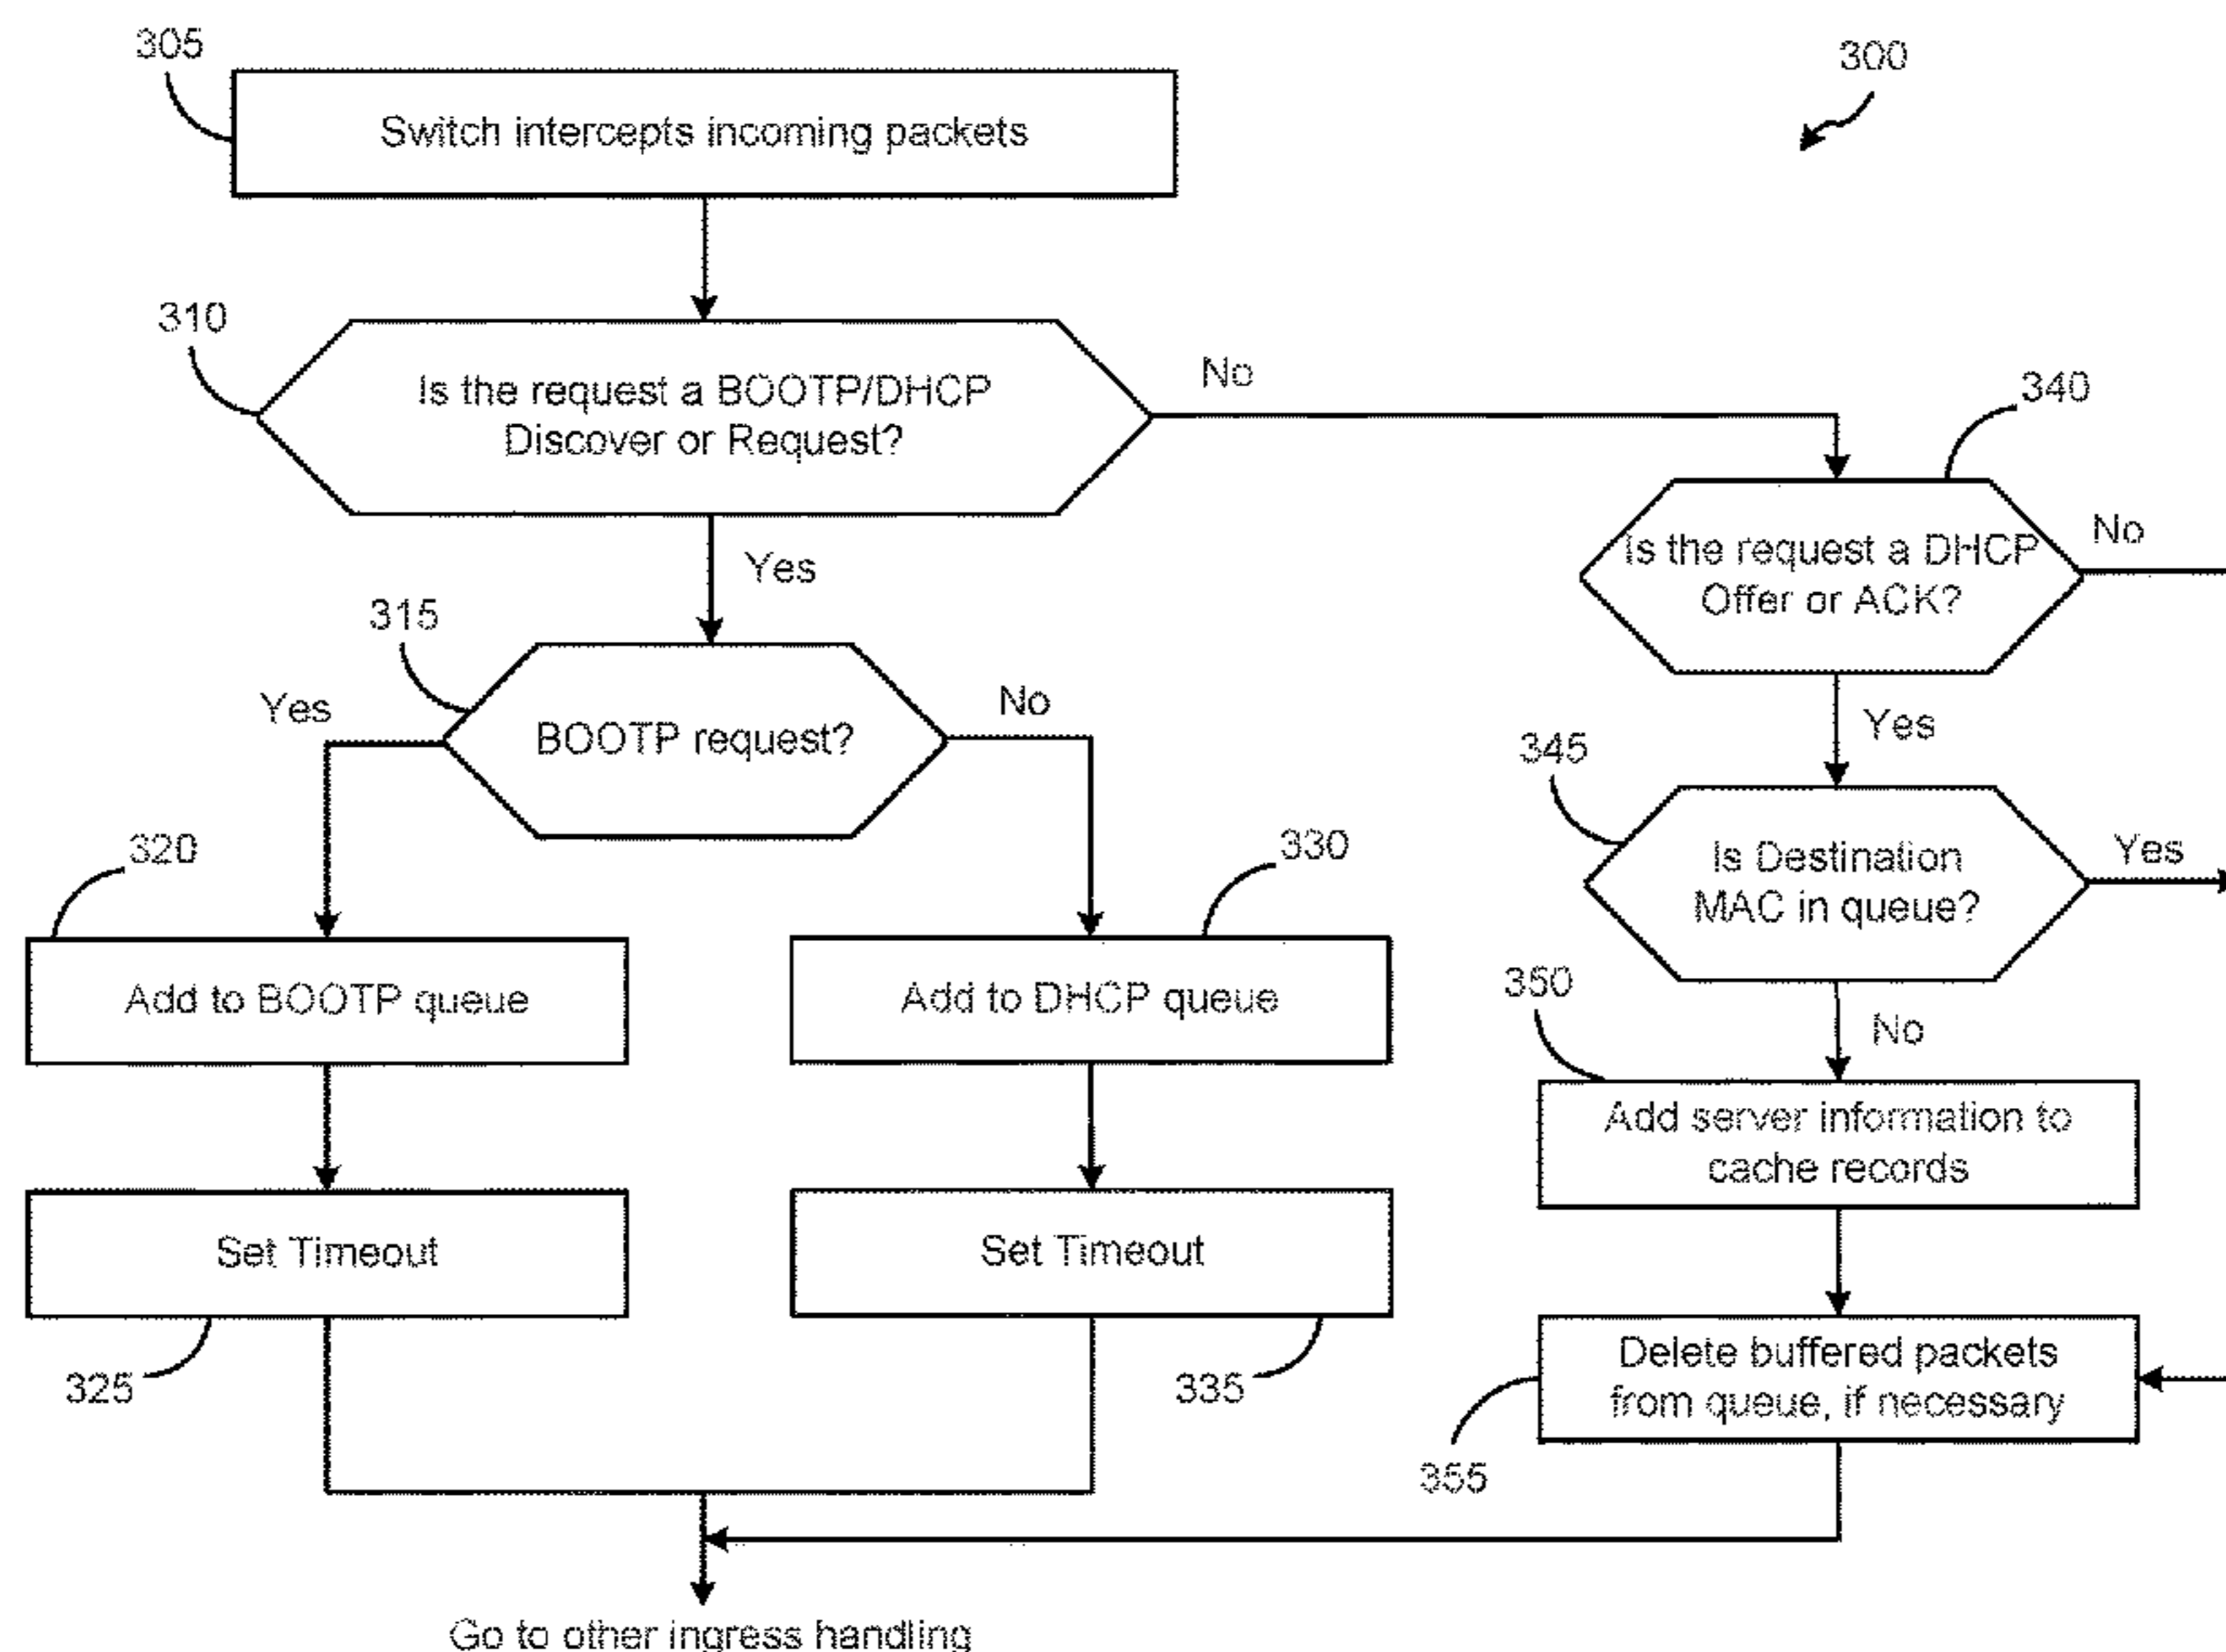 305
300
Switch intercepts incoming packets
310
Is the request a BOOTP/DHCP
Discover or Request?
No
340
Is the request a DHCP
Offer or ACK?
No
Yes
315
BOOTP request?
Yes
No
Yes
345
Is Destination
MAC in queue?
Yes
320
330
Add to BOOTP queue
Add to DHCP queue
No
350
Add server information to
cache records
Set Timeout
Set Timeout
325
335
Delete buffered packets
from queue, if necessary
355
Go to other ingress handling